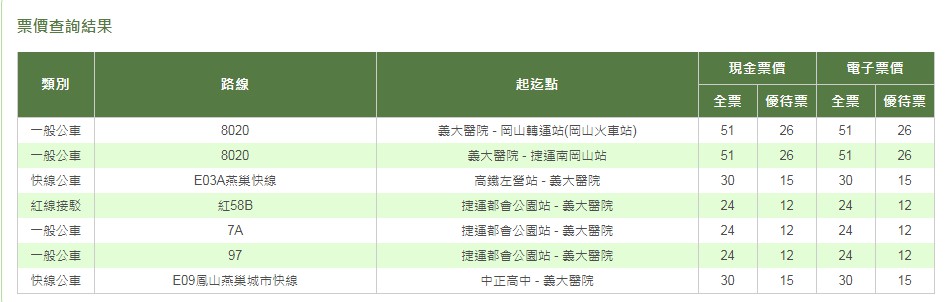 票價查詢結果
類別 路線 起迄點 現金票價 電子票價
全票 優待票 全票 優待票
一般公車 8020 義大醫院 - 岡山轉運站(岡山火車站) 51 26 51 26
一般公車 8020 義大醫院 - 捷運南岡山站 51 26 51 26
快線公車 E03A燕巢快線 高鐵左營站 - 義大醫院 30 15 30 15
紅線接駁 紅58B 捷運都會公園站 - 義大醫院 24 12 24 12
一般公車 7A 捷運都會公園站 - 義大醫院 24 12 24 12
一般公車 97 捷運都會公園站 - 義大醫院 24 12 24 12
快線公車 E09鳳山燕巢城市快線 中正高中 - 義大醫院 30 15 30 15